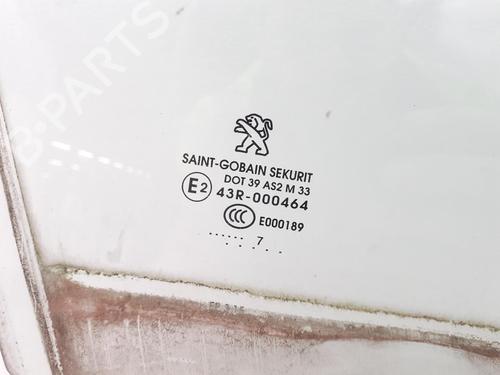 B-PARTS
SAINT-GOBAIN SEKURIT
DOT 39 AS2 M 33
E2 43R-000464
CCC E000189
...... 7 ......